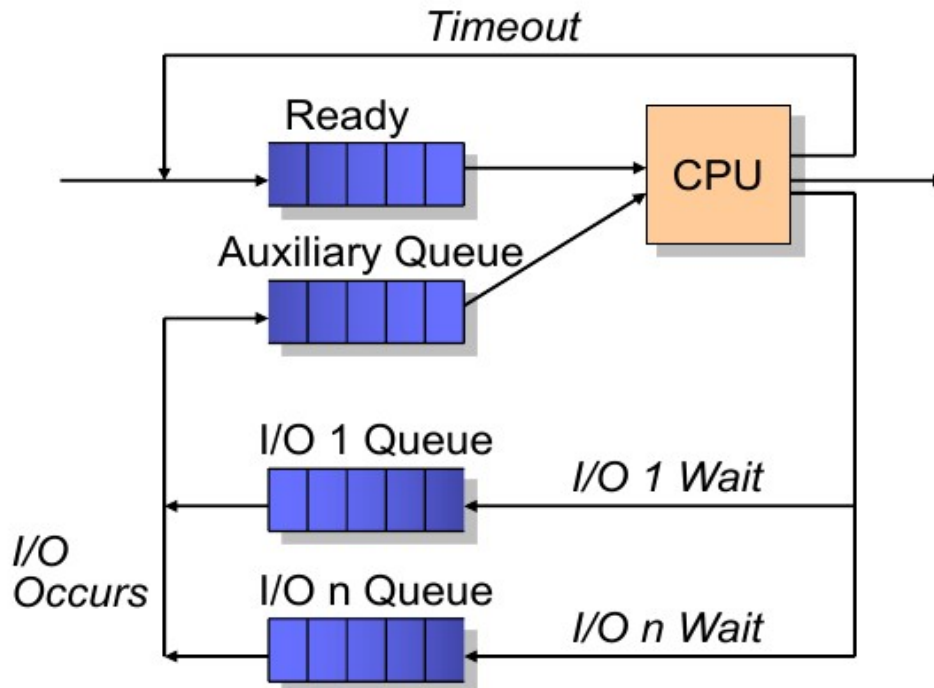 Timeout
Ready
CPU
Auxiliary Queue
I/O 1 Queue
I/O 1 Wait
I/O
Occurs
I/O n Queue
I/O n Wait